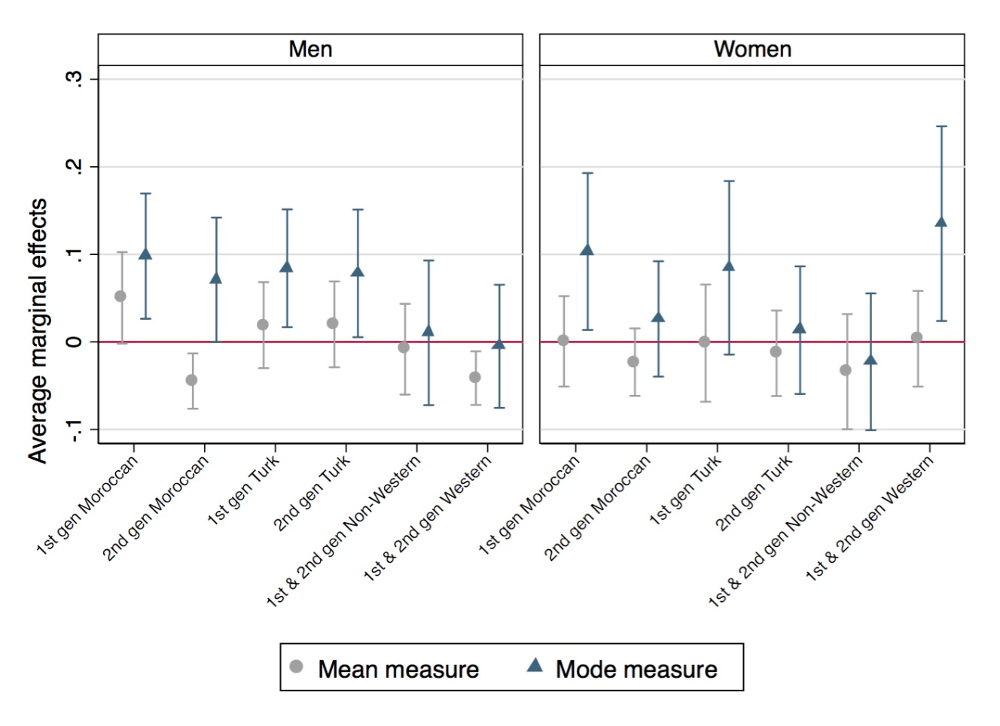 Men
Women
Average marginal effects
.3
.2
.1
0
-.1
1st gen Moroccan
2nd gen Moroccan
1st gen Turk
2nd gen Turk
1st & 2nd gen Non-Western
1st & 2nd gen Western
1st gen Moroccan
2nd gen Moroccan
1st gen Turk
2nd gen Turk
1st & 2nd gen Non-Western
1st & 2nd gen Western
Mean measure
Mode measure